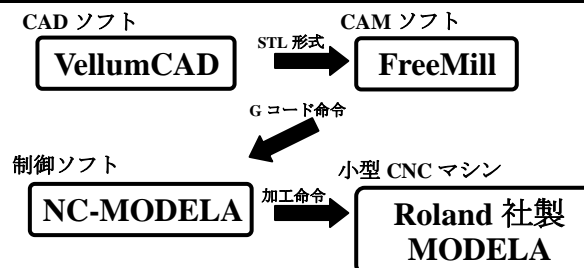 CAD ソフト
VellumCAD
STL 形式
CAM ソフト
FreeMill
G コード命令
制御ソフト
NC-MODELA
加工命令
小型 CNC マシン
Roland 社製
MODELA